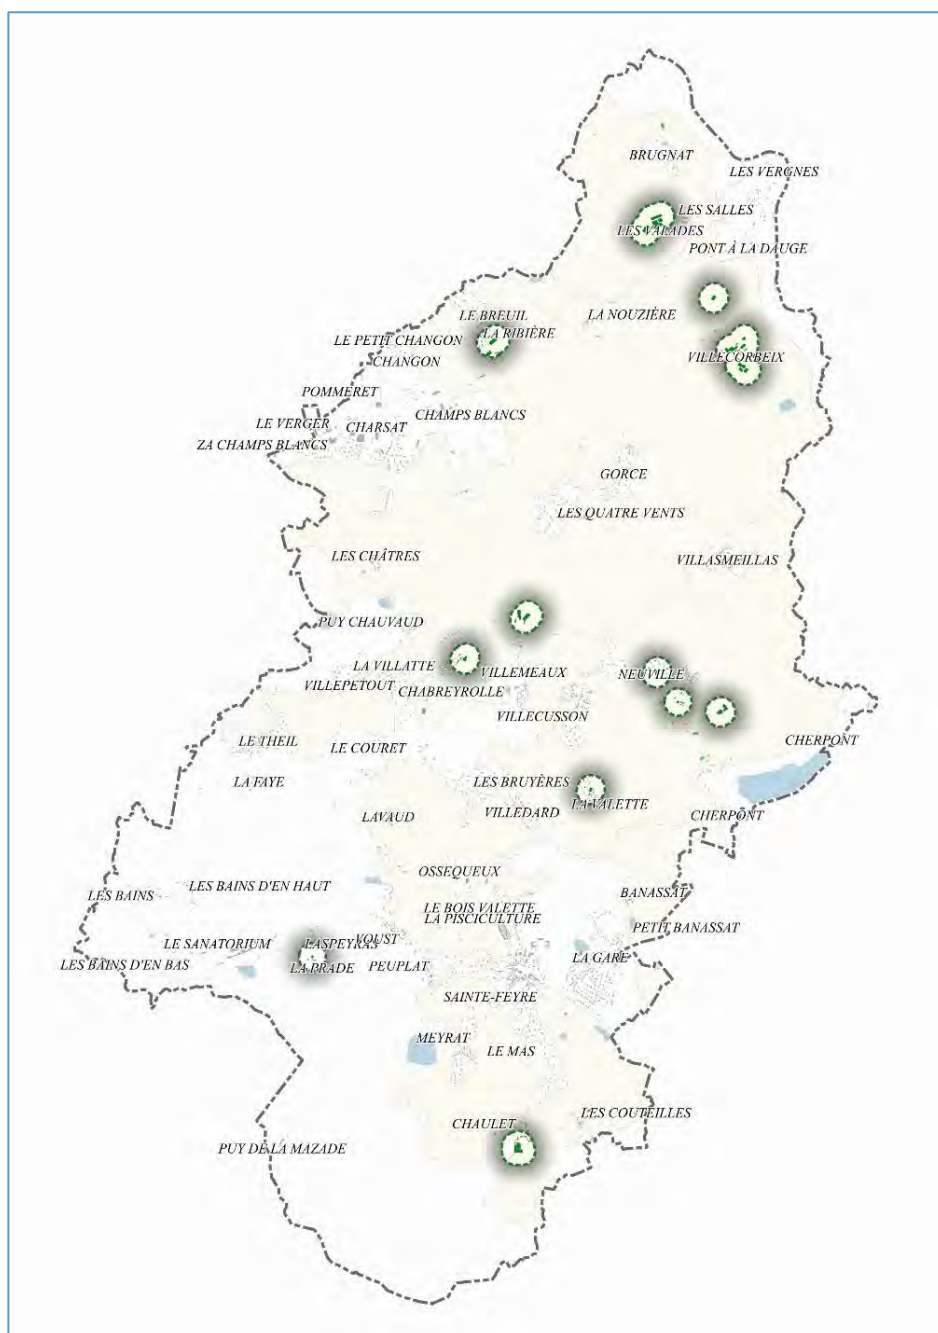 BRUGNAT
LES VERGNES
LES SALLES
LES VALADES
PONT À LA DAUGE
LE BREUIL
LA NOUZIÈRE
LA RIBIÈRE
LE PETIT CHANGON
CHANGON
VILLECORBEIX
POMMERET
CHAMPS BLANCS
LE VERGER
CHARSAT
ZA CHAMPS BLANCS
GORCE
LES QUATRE VENTS
LES CHÂTRES
VILLASMEILLAS
PUY CHAUVAUD
LA VILLATTE
VILLEMEAUX
NEUVILLE
VILLEPETOUT
CHABREYROLLE
VILLECUSSON
LE THEIL
LE COURET
CHERPONT
LA FAYE
LES BRUYÈRES
LA VALETTE
VILLEDARD
LAVAUD
CHERPONT
OSSEQUEUX
LES BAINS D'EN HAUT
LES BAINS
BANASSAT
LE BOIS VALETTE
LA PISCICULTURE
PETIT BANASSAT
LE SANATORIUM
LASPEYRAS
VOUST
LES BAINS D'EN BAS
LA PRADE
PEUPLAT
LA GARE
SAINTE-FEYRE
MEYRAT
LE MAS
CHAULET
LES COUTEILLES
PUY DE LA MAZADE